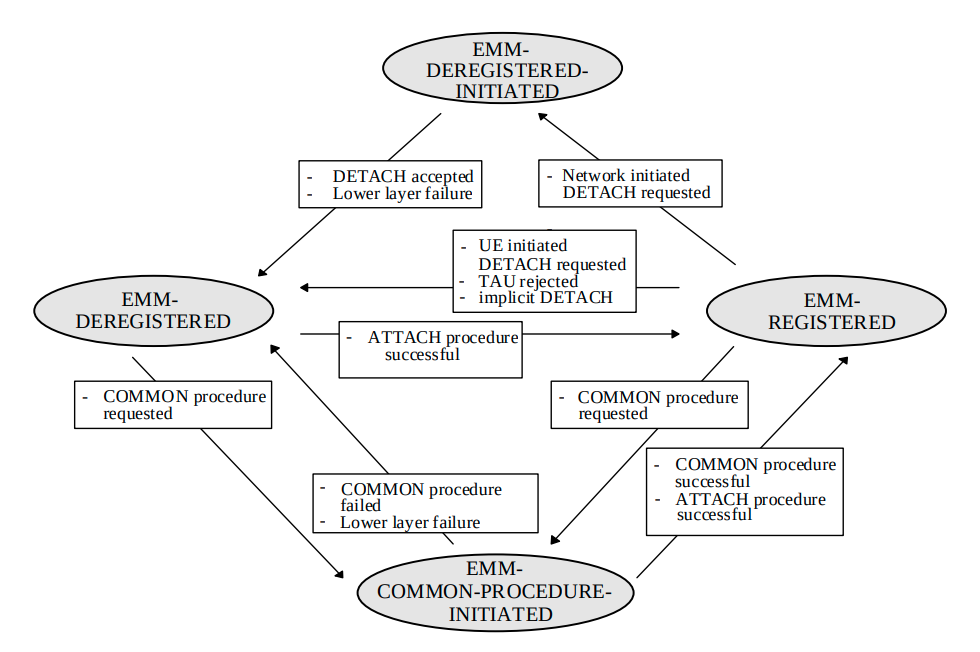 EMM-
DEREGISTERED-
INITIATED
- DETACH accepted
- Lower layer failure
- Network initiated
DETACH requested
- UE initiated
DETACH requested
- TAU rejected
- implicit DETACH
EMM-
DEREGISTERED
EMM-
REGISTERED
- ATTACH procedure
successful
- COMMON procedure
requested
- COMMON procedure
requested
- COMMON procedure
successful
- ATTACH procedure
successful
- COMMON procedure
failed
- Lower layer failure
EMM-
COMMON-PROCEDURE-
INITIATED